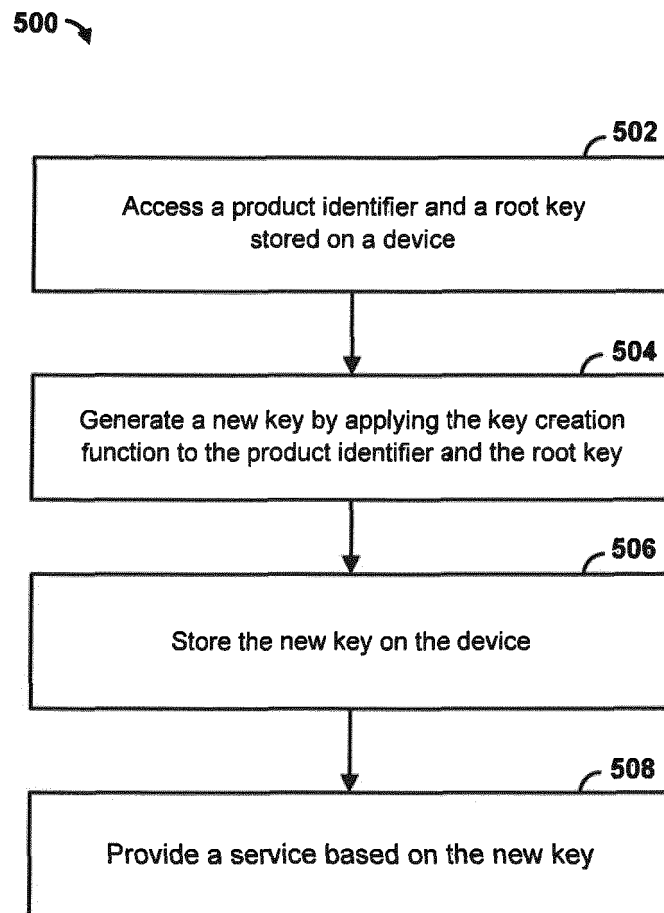 500
502
Access a product identifier and a root key
stored on a device
504
Generate a new key by applying the key creation
function to the product identifier and the root key
506
Store the new key on the device
508
Provide a service based on the new key